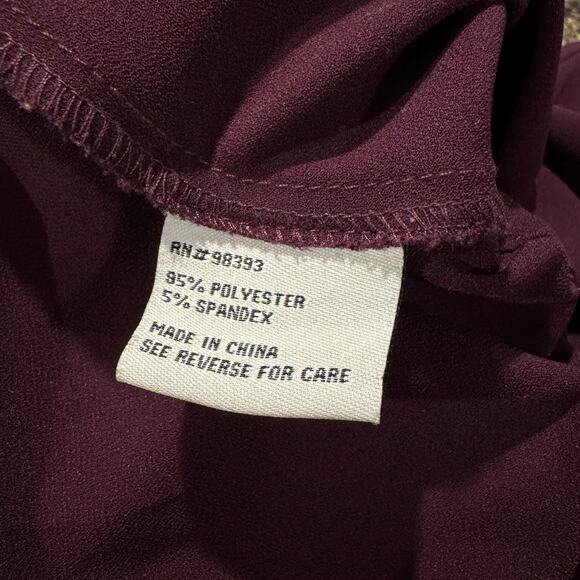 RN#98393
95% POLYESTER
5% SPANDEX
MADE IN CHINA
SEE REVERSE FOR CARE